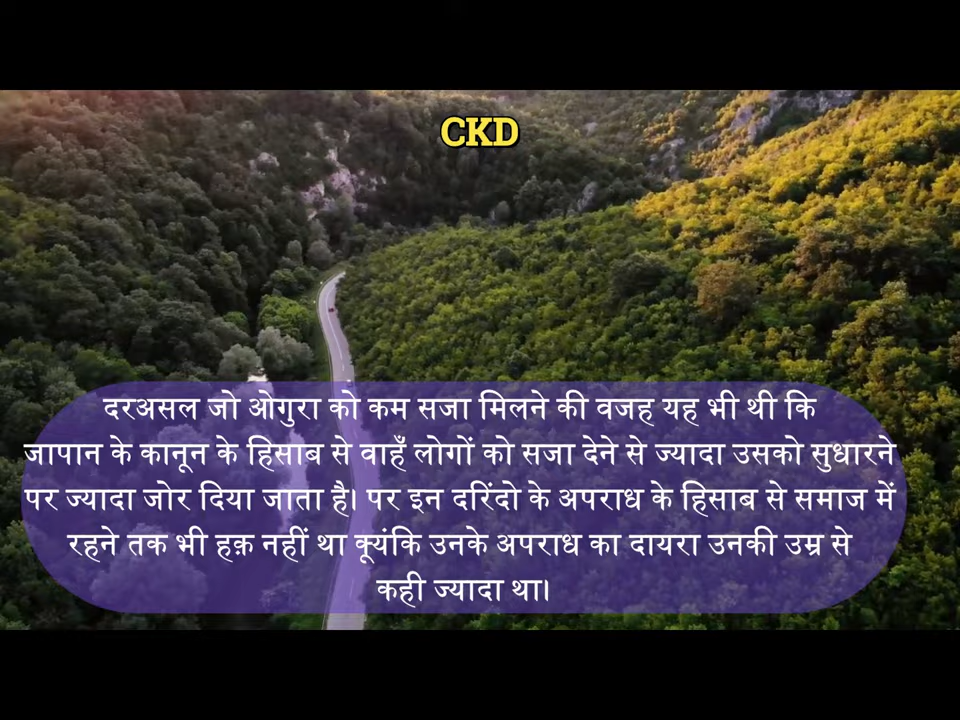 CKD
दरअसल जो ओगुरा को कम सजा मिलने की वजह यह भी थी कि
जापान के कानून के हिसाब से वाहँ लोगों को सजा देने से ज्यादा उसको सुधारने
पर ज्यादा जोर दिया जाता है। पर इन दरिंदो के अपराध के हिसाब से समाज में
रहने तक भी हक़ नहीं था क्यूंकि उनके अपराध का दायरा उनकी उम्र से
कही ज्यादा था।